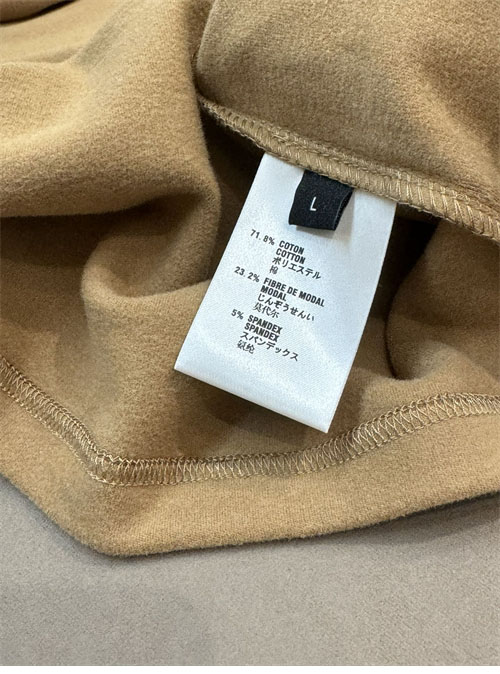 L
71.8% COTON
COTTON
ポリエステル
棉
23.2% FIBRE DE MODAL
MODAL
じんぞうせんい
莫代尔
5% SPANDEX
SPANDEX
スパンデックス
氨纶